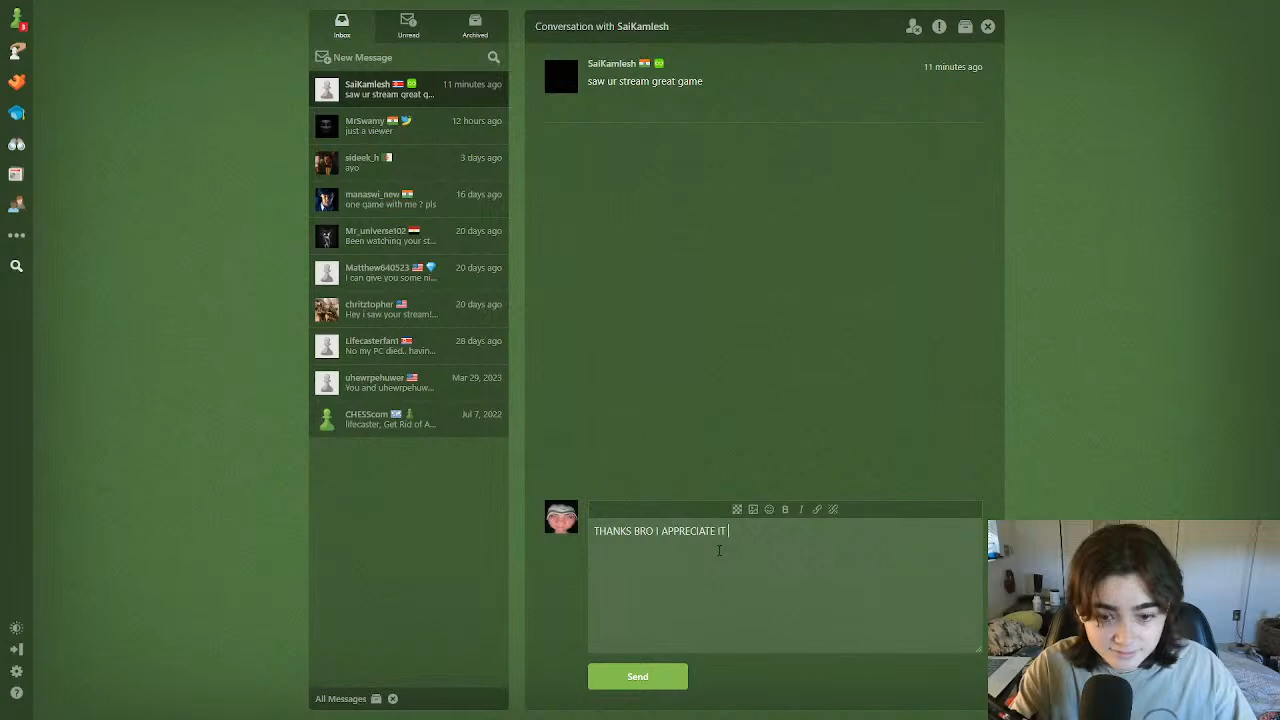 Inbox
Unread
Archived
New Message
SaiKamlesh
11 minutes ago
saw ur stream great g...
MrSwamy
12 hours ago
just a viewer
sideek_h
3 days ago
ayo
manaswi_new
16 days ago
one game with me ? pls
Mr_universe102
20 days ago
Been watching your st...
Matthew640523
20 days ago
I can give you some ni...
chritztopher
20 days ago
Hey i saw your stream!...
Lifecasterfan1
28 days ago
No my PC died.. havin...
uhewrpehuwer
Mar 29, 2023
You and uhewrpehuw...
CHESScom
Jul 7, 2022
lifecaster, Get Rid of A...
All Messages
Conversation with SaiKamlesh
SaiKamlesh
11 minutes ago
saw ur stream great game
B I
THANKS BRO I APPRECIATE IT
Send